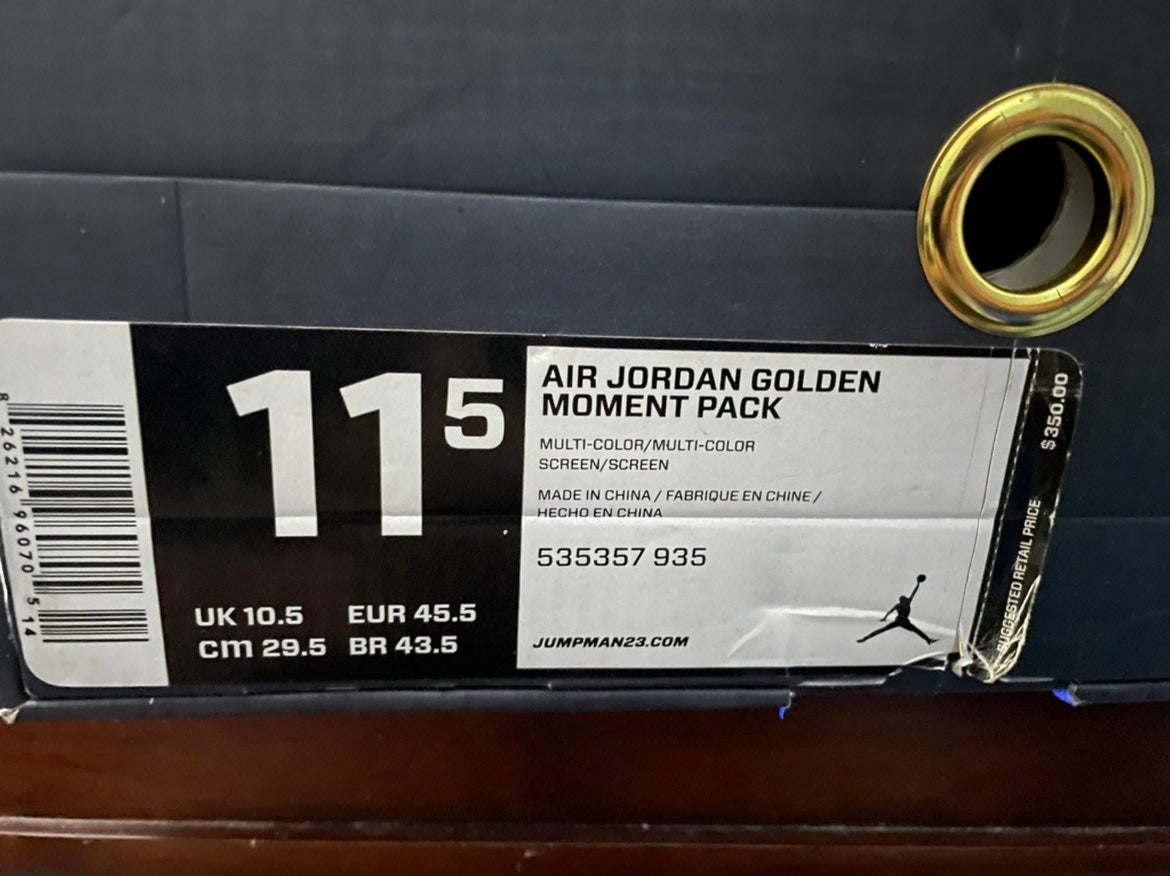 8 26216 96070 5 14
11 5
UK 10.5 EUR 45.5
cm 29.5 BR 43.5
AIR JORDAN GOLDEN
MOMENT PACK
MULTI-COLOR/MULTI-COLOR
SCREEN/SCREEN
MADE IN CHINA / FABRIQUE EN CHINE /
HECHO EN CHINA
535357 935
JUMPMAN23.COM
SUGGESTED RETAIL PRICE $350.00